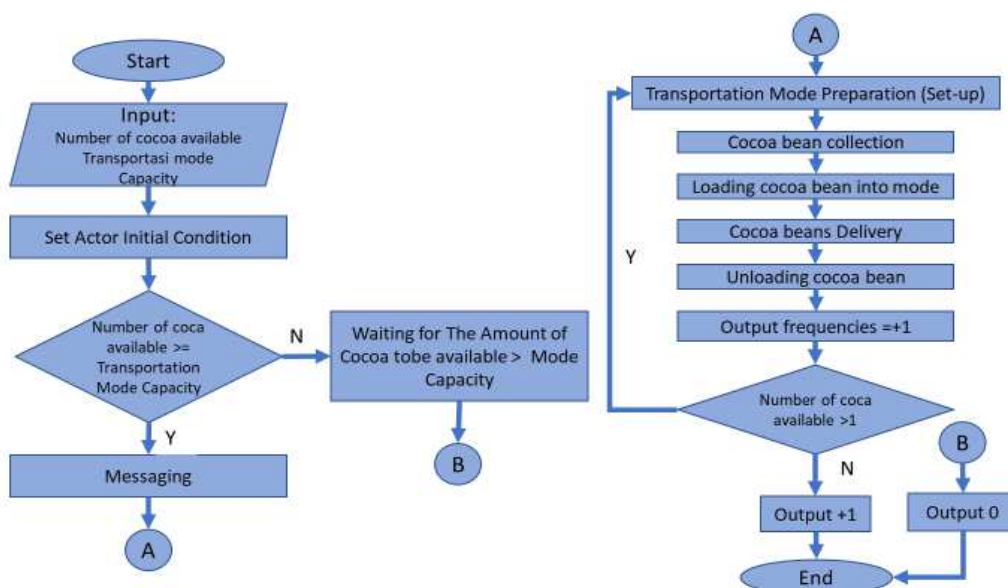 Start
Input:
Number of cocoa available
Transportasi mode
Capacity
Set Actor Initial Condition
Number of coca
available >=
Transportation
Mode Capacity
N
Waiting for The Amount of
Cocoa tobe available > Mode
Capacity
B
Y
Messaging
A
A
Transportation Mode Preparation (Set-up)
Cocoa bean collection
Loading cocoa bean into mode
Cocoa beans Delivery
Unloading cocoa bean
Output frequencies =+1
Y
Number of coca
available >1
N
Output +1
B
Output 0
End